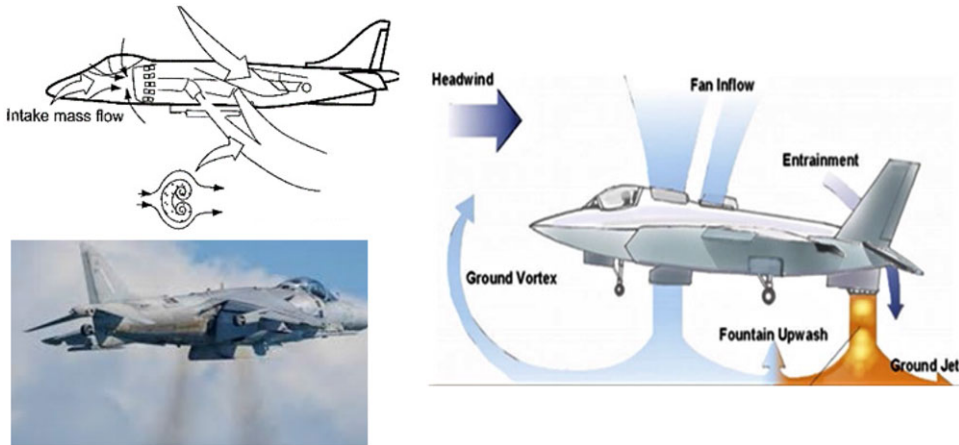 Intake mass flow
Headwind
Fan Inflow
Entrainment
Ground Vortex
Fountain Upwash
Ground Jet